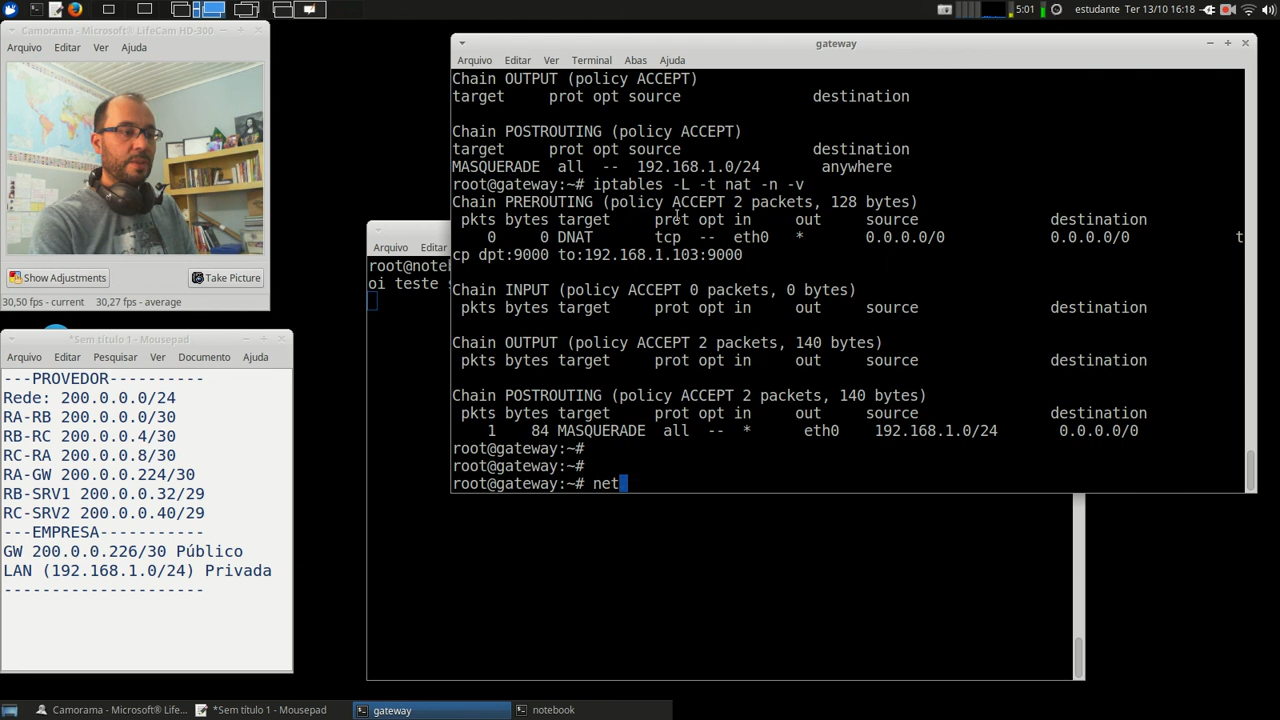 5:01 estudante Ter 13/10 16:18
Camorama - Microsoft® LifeCam HD-300
Arquivo Editar Ver Ajuda
Show Adjustments Take Picture
30,50 fps - current 30,27 fps - average
*Sem título 1 - Mousepad
Arquivo Editar Pesquisar Ver Documento Ajuda
---PROVEDOR----------
Rede: 200.0.0.0/24
RA-RB 200.0.0.0/30
RB-RC 200.0.0.4/30
RC-RA 200.0.0.8/30
RA-GW 200.0.0.224/30
RB-SRV1 200.0.0.32/29
RC-SRV2 200.0.0.40/29
---EMPRESA-----------
GW 200.0.0.226/30 Público
LAN (192.168.1.0/24) Privada
---------------------
Arquivo Editar
root@noteb
oi teste
gateway
Arquivo Editar Ver Terminal Abas Ajuda
Chain OUTPUT (policy ACCEPT)
target prot opt source destination
Chain POSTROUTING (policy ACCEPT)
target prot opt source destination
MASQUERADE all -- 192.168.1.0/24 anywhere
root@gateway:~# iptables -L -t nat -n -v
Chain PREROUTING (policy ACCEPT 2 packets, 128 bytes)
pkts bytes target prot opt in out source destination
0 0 DNAT tcp -- eth0 * 0.0.0.0/0 0.0.0.0/0 t
cp dpt:9000 to:192.168.1.103:9000
Chain INPUT (policy ACCEPT 0 packets, 0 bytes)
pkts bytes target prot opt in out source destination
Chain OUTPUT (policy ACCEPT 2 packets, 140 bytes)
pkts bytes target prot opt in out source destination
Chain POSTROUTING (policy ACCEPT 2 packets, 140 bytes)
pkts bytes target prot opt in out source destination
1 84 MASQUERADE all -- * eth0 192.168.1.0/24 0.0.0.0/0
root@gateway:~#
root@gateway:~#
root@gateway:~# net
Camorama - Microsoft® LifeC... *Sem título 1 - Mousepad gateway notebook